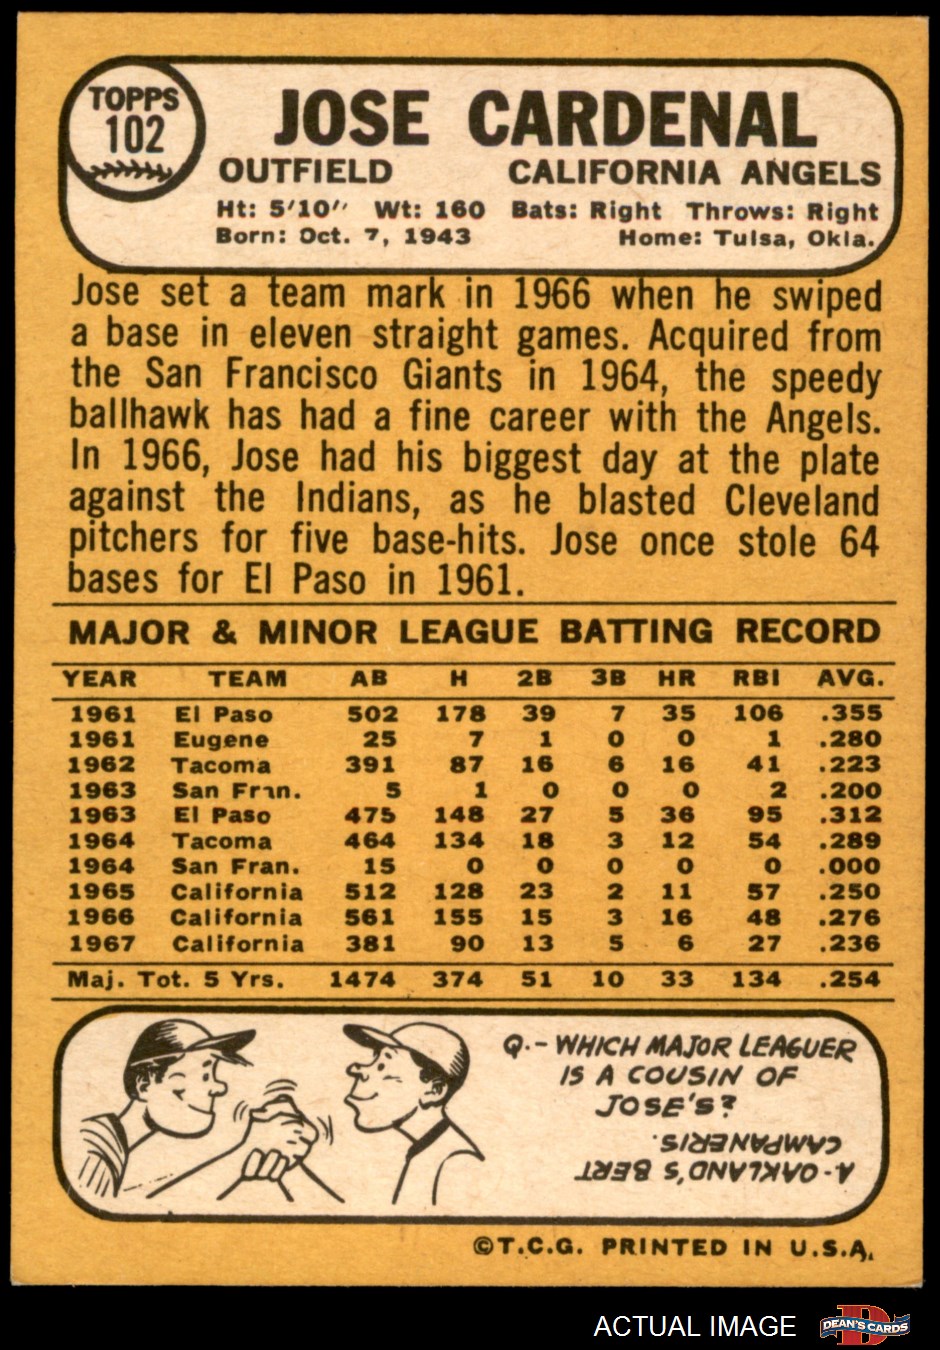 TOPPS
102
JOSE CARDENAL
OUTFIELD CALIFORNIA ANGELS
Ht: 5'10" Wt: 160 Bats: Right Throws: Right
Born: Oct. 7, 1943 Home: Tulsa, Okla.
Jose set a team mark in 1966 when he swiped
a base in eleven straight games. Acquired from
the San Francisco Giants in 1964, the speedy
ballhawk has had a fine career with the Angels.
In 1966, Jose had his biggest day at the plate
against the Indians, as he blasted Cleveland
pitchers for five base-hits. Jose once stole 64
bases for El Paso in 1961.
MAJOR & MINOR LEAGUE BATTING RECORD
YEAR TEAM AB H 2B 3B HR RBI AVG.
1961 El Paso 502 178 39 7 35 106 .355
1961 Eugene 25 7 1 0 0 1 .280
1962 Tacoma 391 87 16 6 16 41 .223
1963 San Fran. 5 1 0 0 0 2 .200
1963 El Paso 475 148 27 5 36 95 .312
1964 Tacoma 464 134 18 3 12 54 .289
1964 San Fran. 15 0 0 0 0 0 .000
1965 California 512 128 23 2 11 57 .250
1966 California 561 155 15 3 16 48 .276
1967 California 381 90 13 5 6 27 .236
Maj. Tot. 5 Yrs. 1474 374 51 10 33 134 .254
Q.- WHICH MAJOR LEAGUER
IS A COUSIN OF
JOSE'S?
A- OAKLAND'S BERT
CAMPANERIS.
©T.C.G. PRINTED IN U.S.A.
ACTUAL IMAGE
D
DEAN'S CARDS